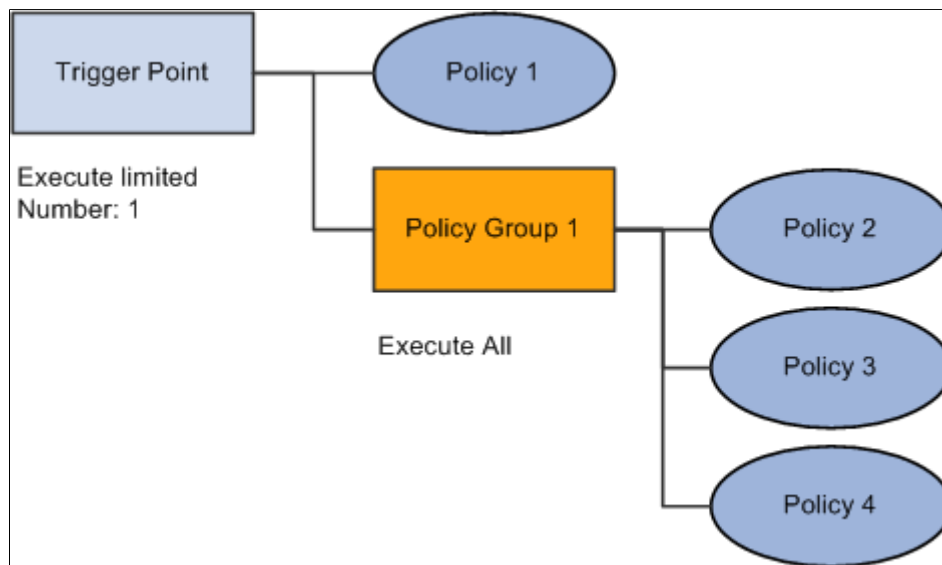 Trigger Point
Policy 1
Execute limited
Number: 1
Policy Group 1
Policy 2
Execute All
Policy 3
Policy 4